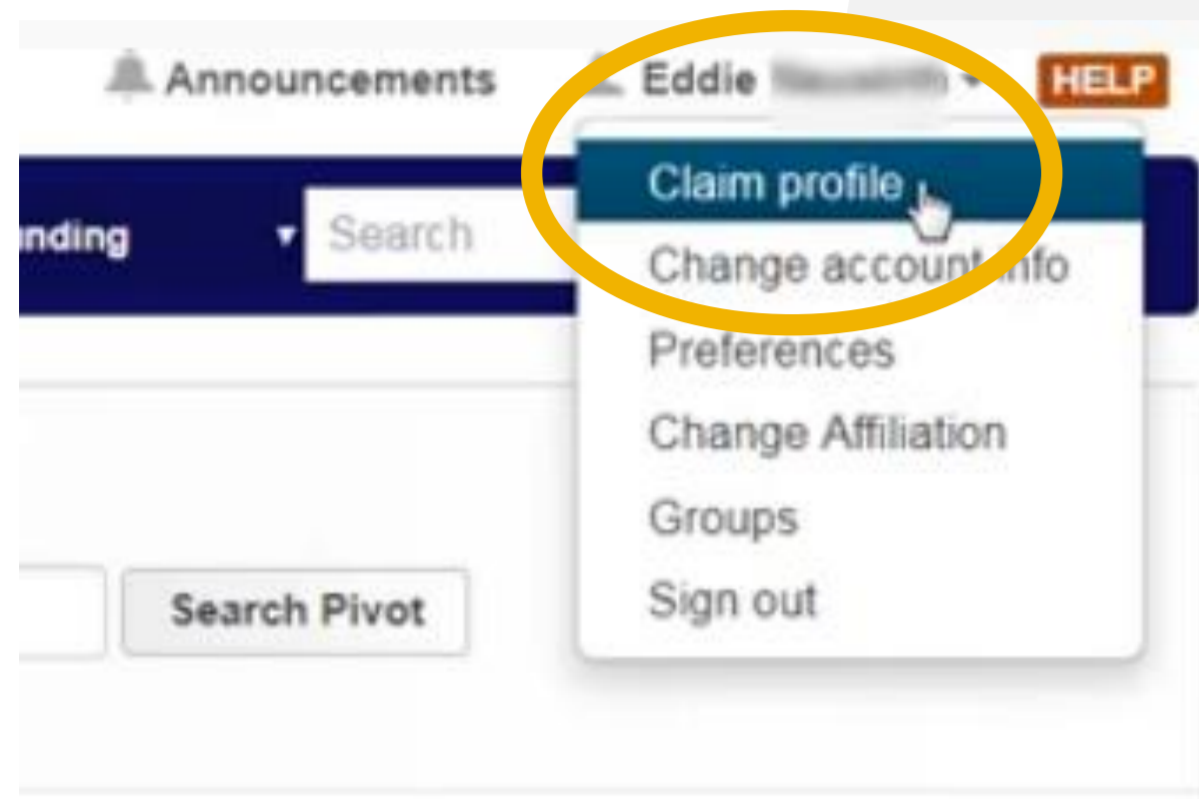 Announcements Eddie HELP
Claim profile
nding Search
Change account info
Preferences
Change Affiliation
Groups
Search Pivot Sign out